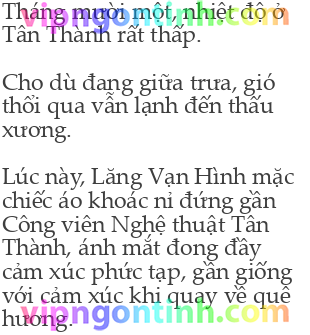 Tháng mười một, nhiệt độ ở
Tân Thành rất thấp.
Cho dù đang giữa trưa, gió
thổi qua vẫn lạnh đến thấu
xương.
Lúc này, Lăng Vạn Hình mặc
chiếc áo khoác nỉ đứng gần
Công viên Nghệ thuật Tân
Thành, ánh mắt đong đầy
cảm xúc phức tạp, gần giống
với cảm xúc khi quay về quê
hương.
vipngontinh.com
vipngontinh.com